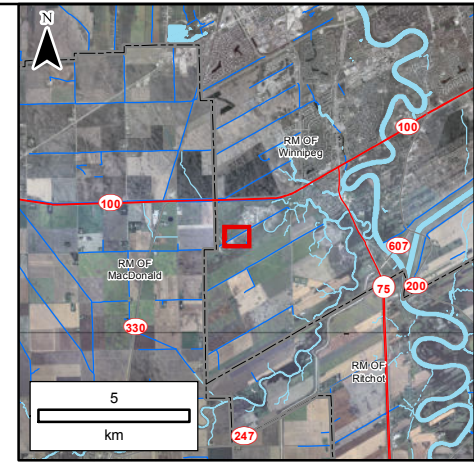 N
RM OF
Winnipeg
100
100
607
RM OF
MacDonald
75
200
330
RM OF
Ritchot
5
km
247